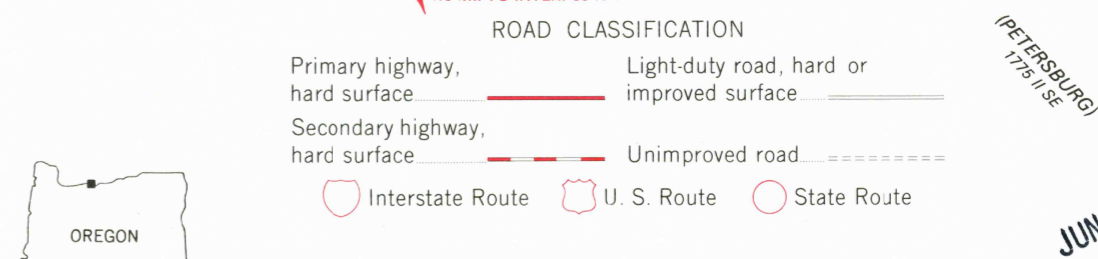 ROAD CLASSIFICATION
Primary highway,
hard surface
Light-duty road, hard or
improved surface
Secondary highway,
hard surface
Unimproved road
Interstate Route
U. S. Route
State Route
(PETERSBURG)
1775 II SE
OREGON
JUN